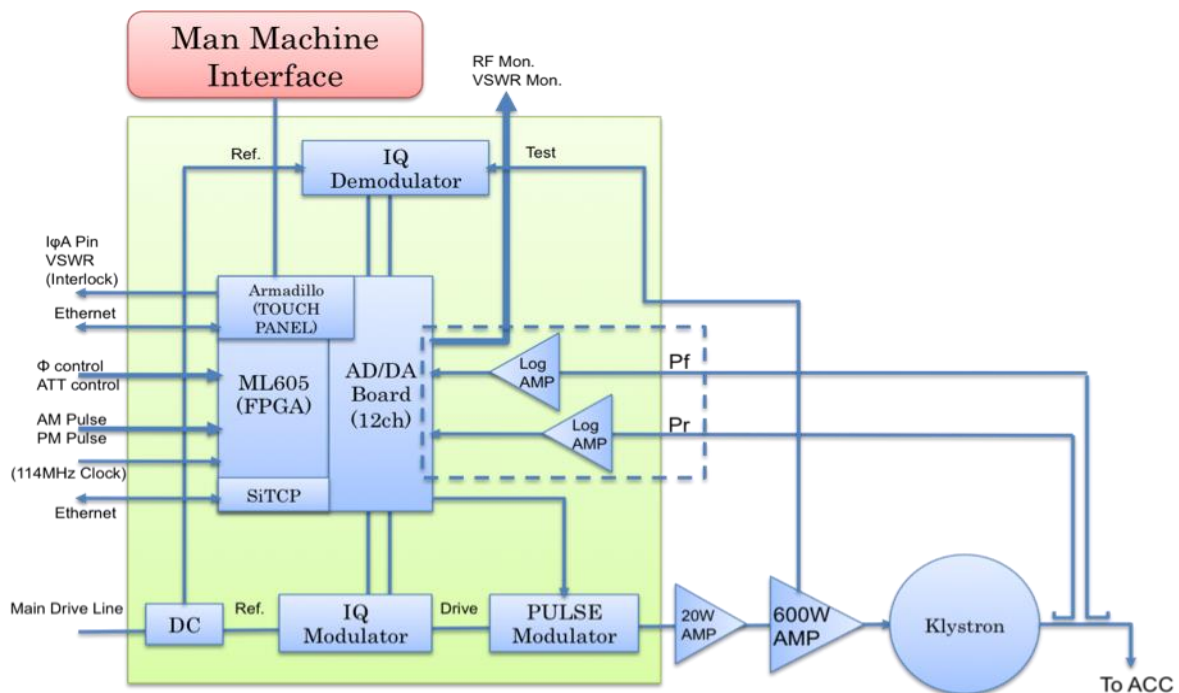 Man Machine
Interface
RF Mon.
VSWR Mon.
Ref.
IQ
Demodulator
Test
IφA Pin
VSWR
(Interlock)
Ethernet
Armadillo
(TOUCH
PANEL)
Φ control
ATT control
ML605
(FPGA)
AD/DA
Board
(12ch)
Log
AMP
Pf
AM Pulse
PM Pulse
Log
AMP
Pr
(114MHz Clock)
SiTCP
Ethernet
Main Drive Line
DC
Ref.
IQ
Modulator
Drive
PULSE
Modulator
20W
AMP
600W
AMP
Klystron
To ACC